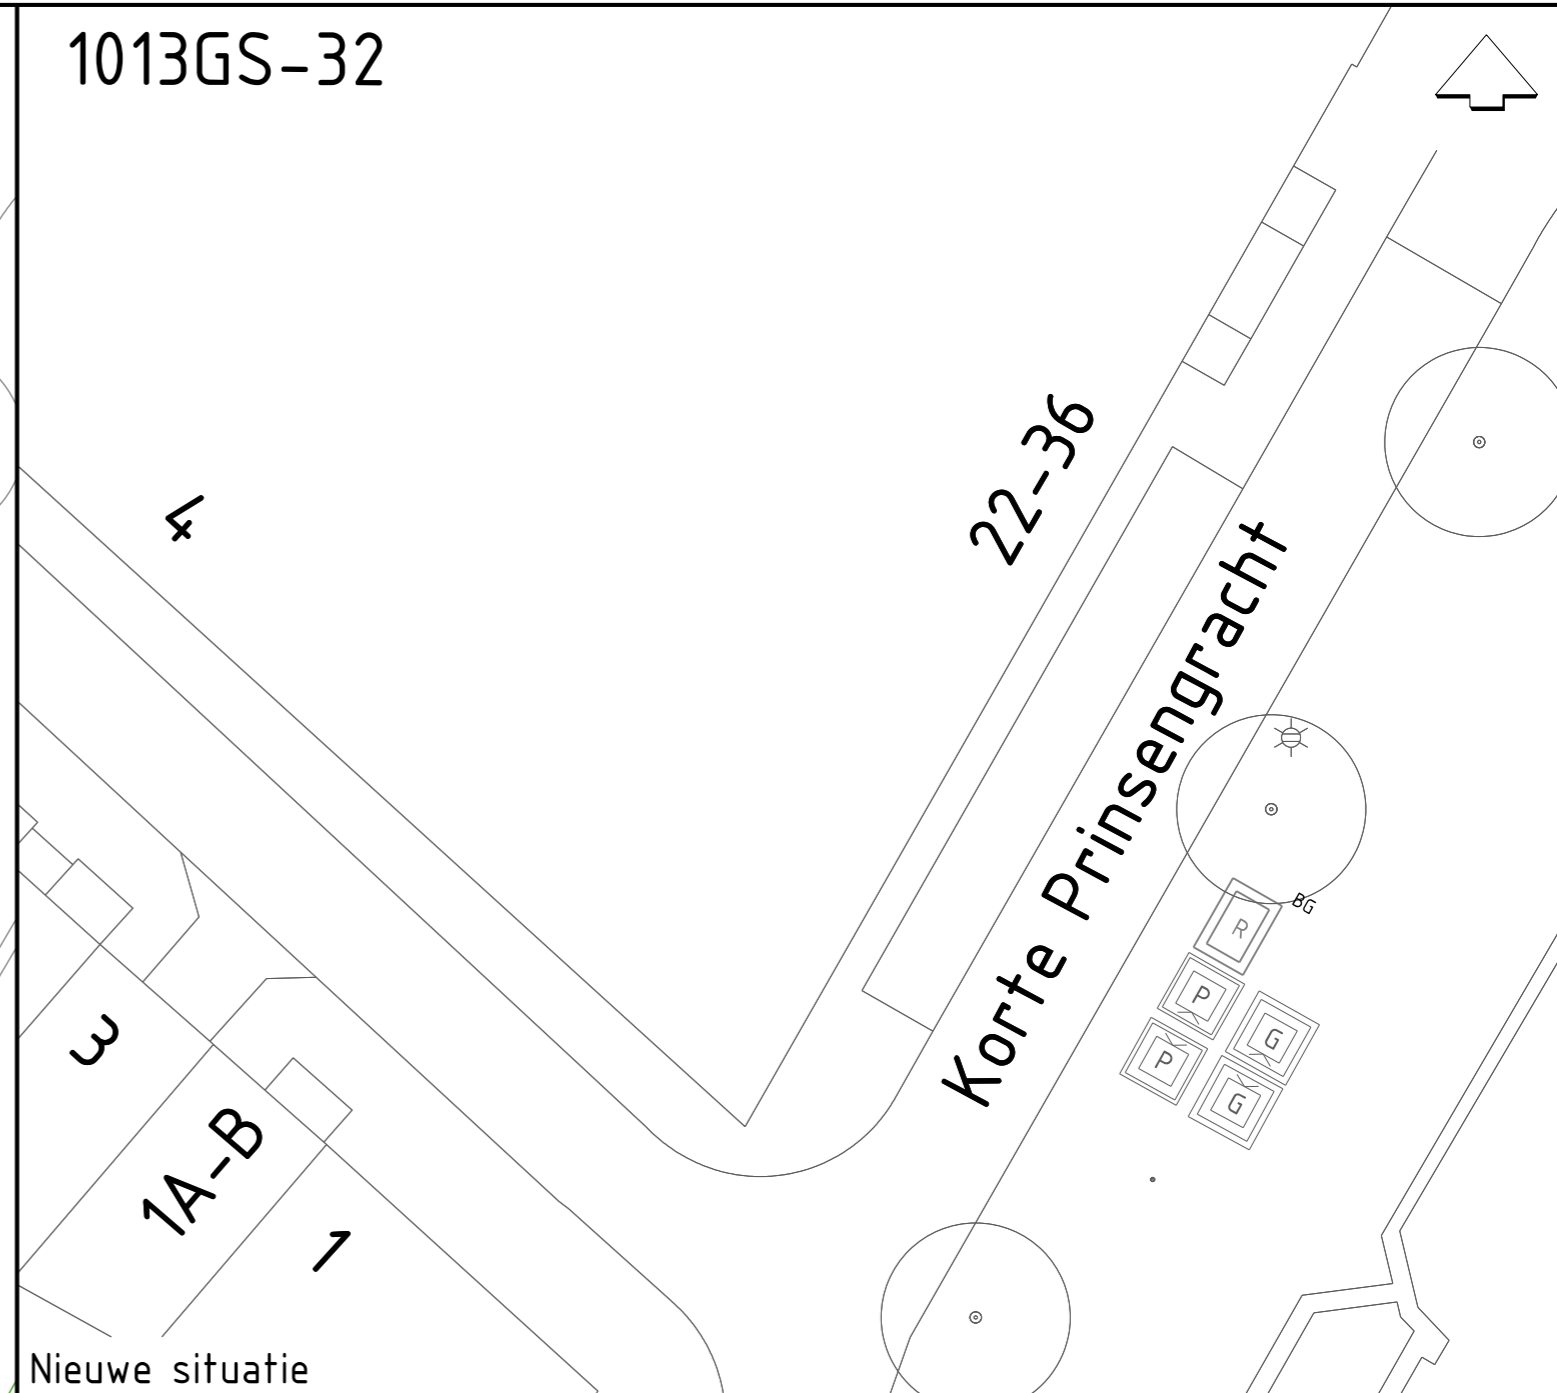 1013GS-32
4
22-36
Korte Prinsengracht
BG
R
P
G
P
G
3
1A-B
1
Nieuwe situatie